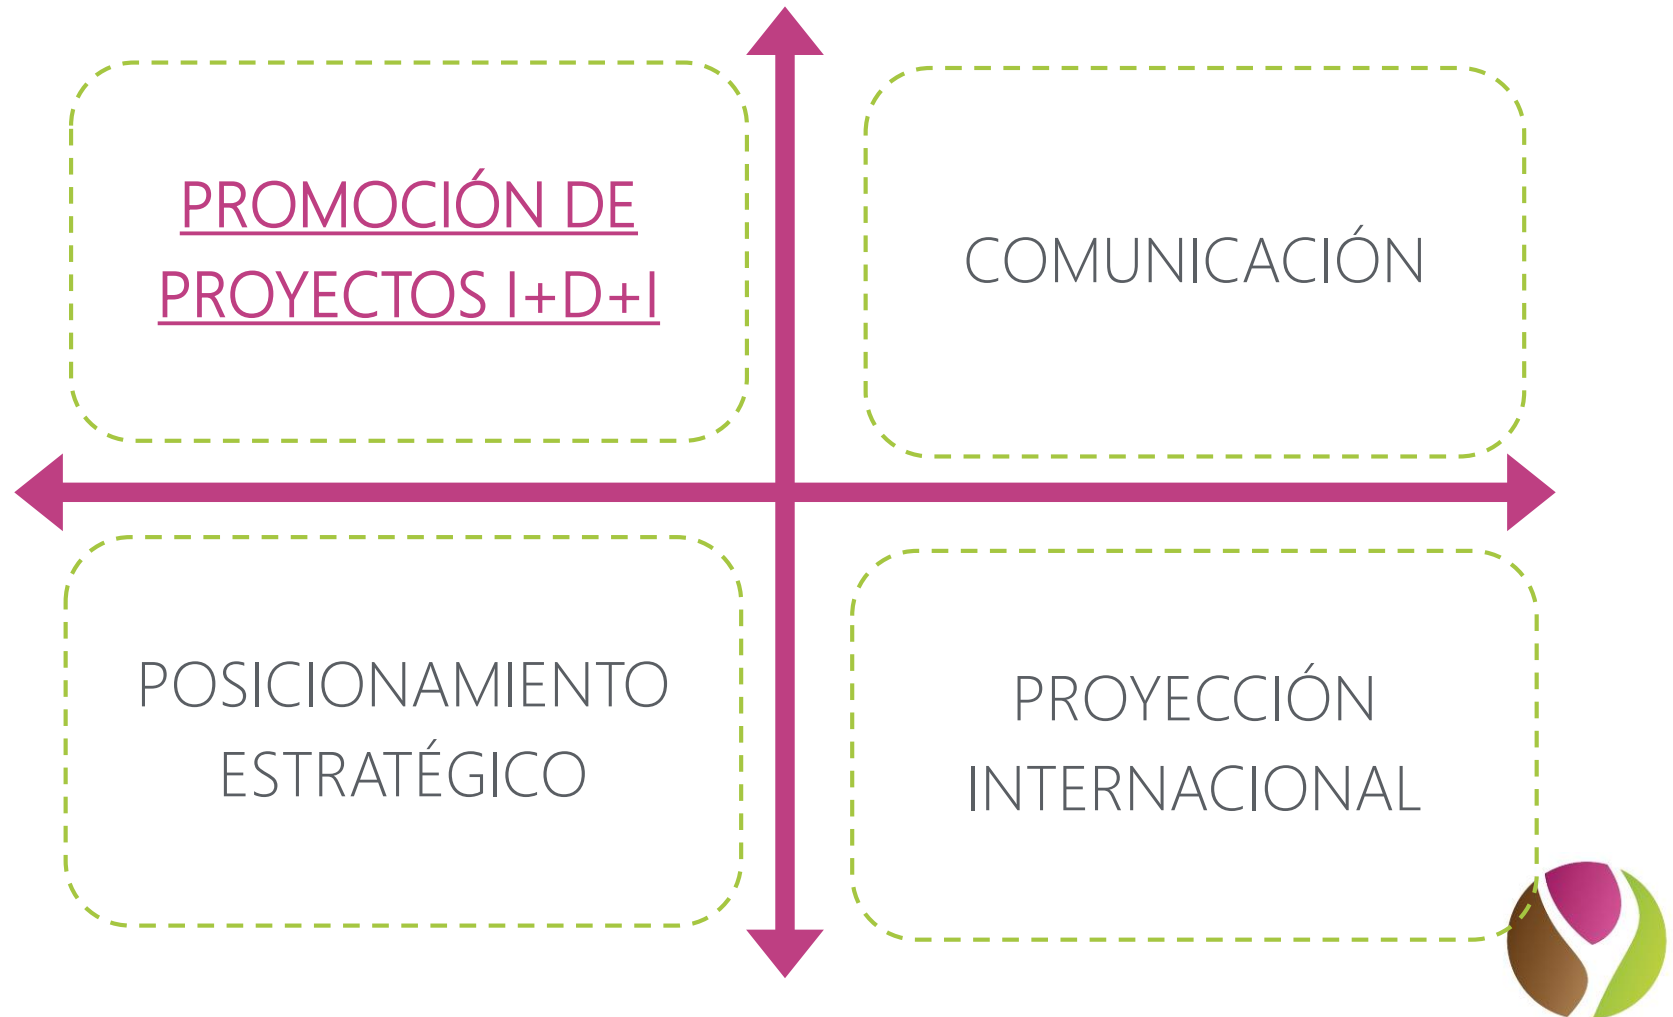 PROMOCIÓN DE
PROYECTOS I+D+I
COMUNICACIÓN
POSICIONAMIENTO
ESTRATÉGICO
PROYECCIÓN
INTERNACIONAL